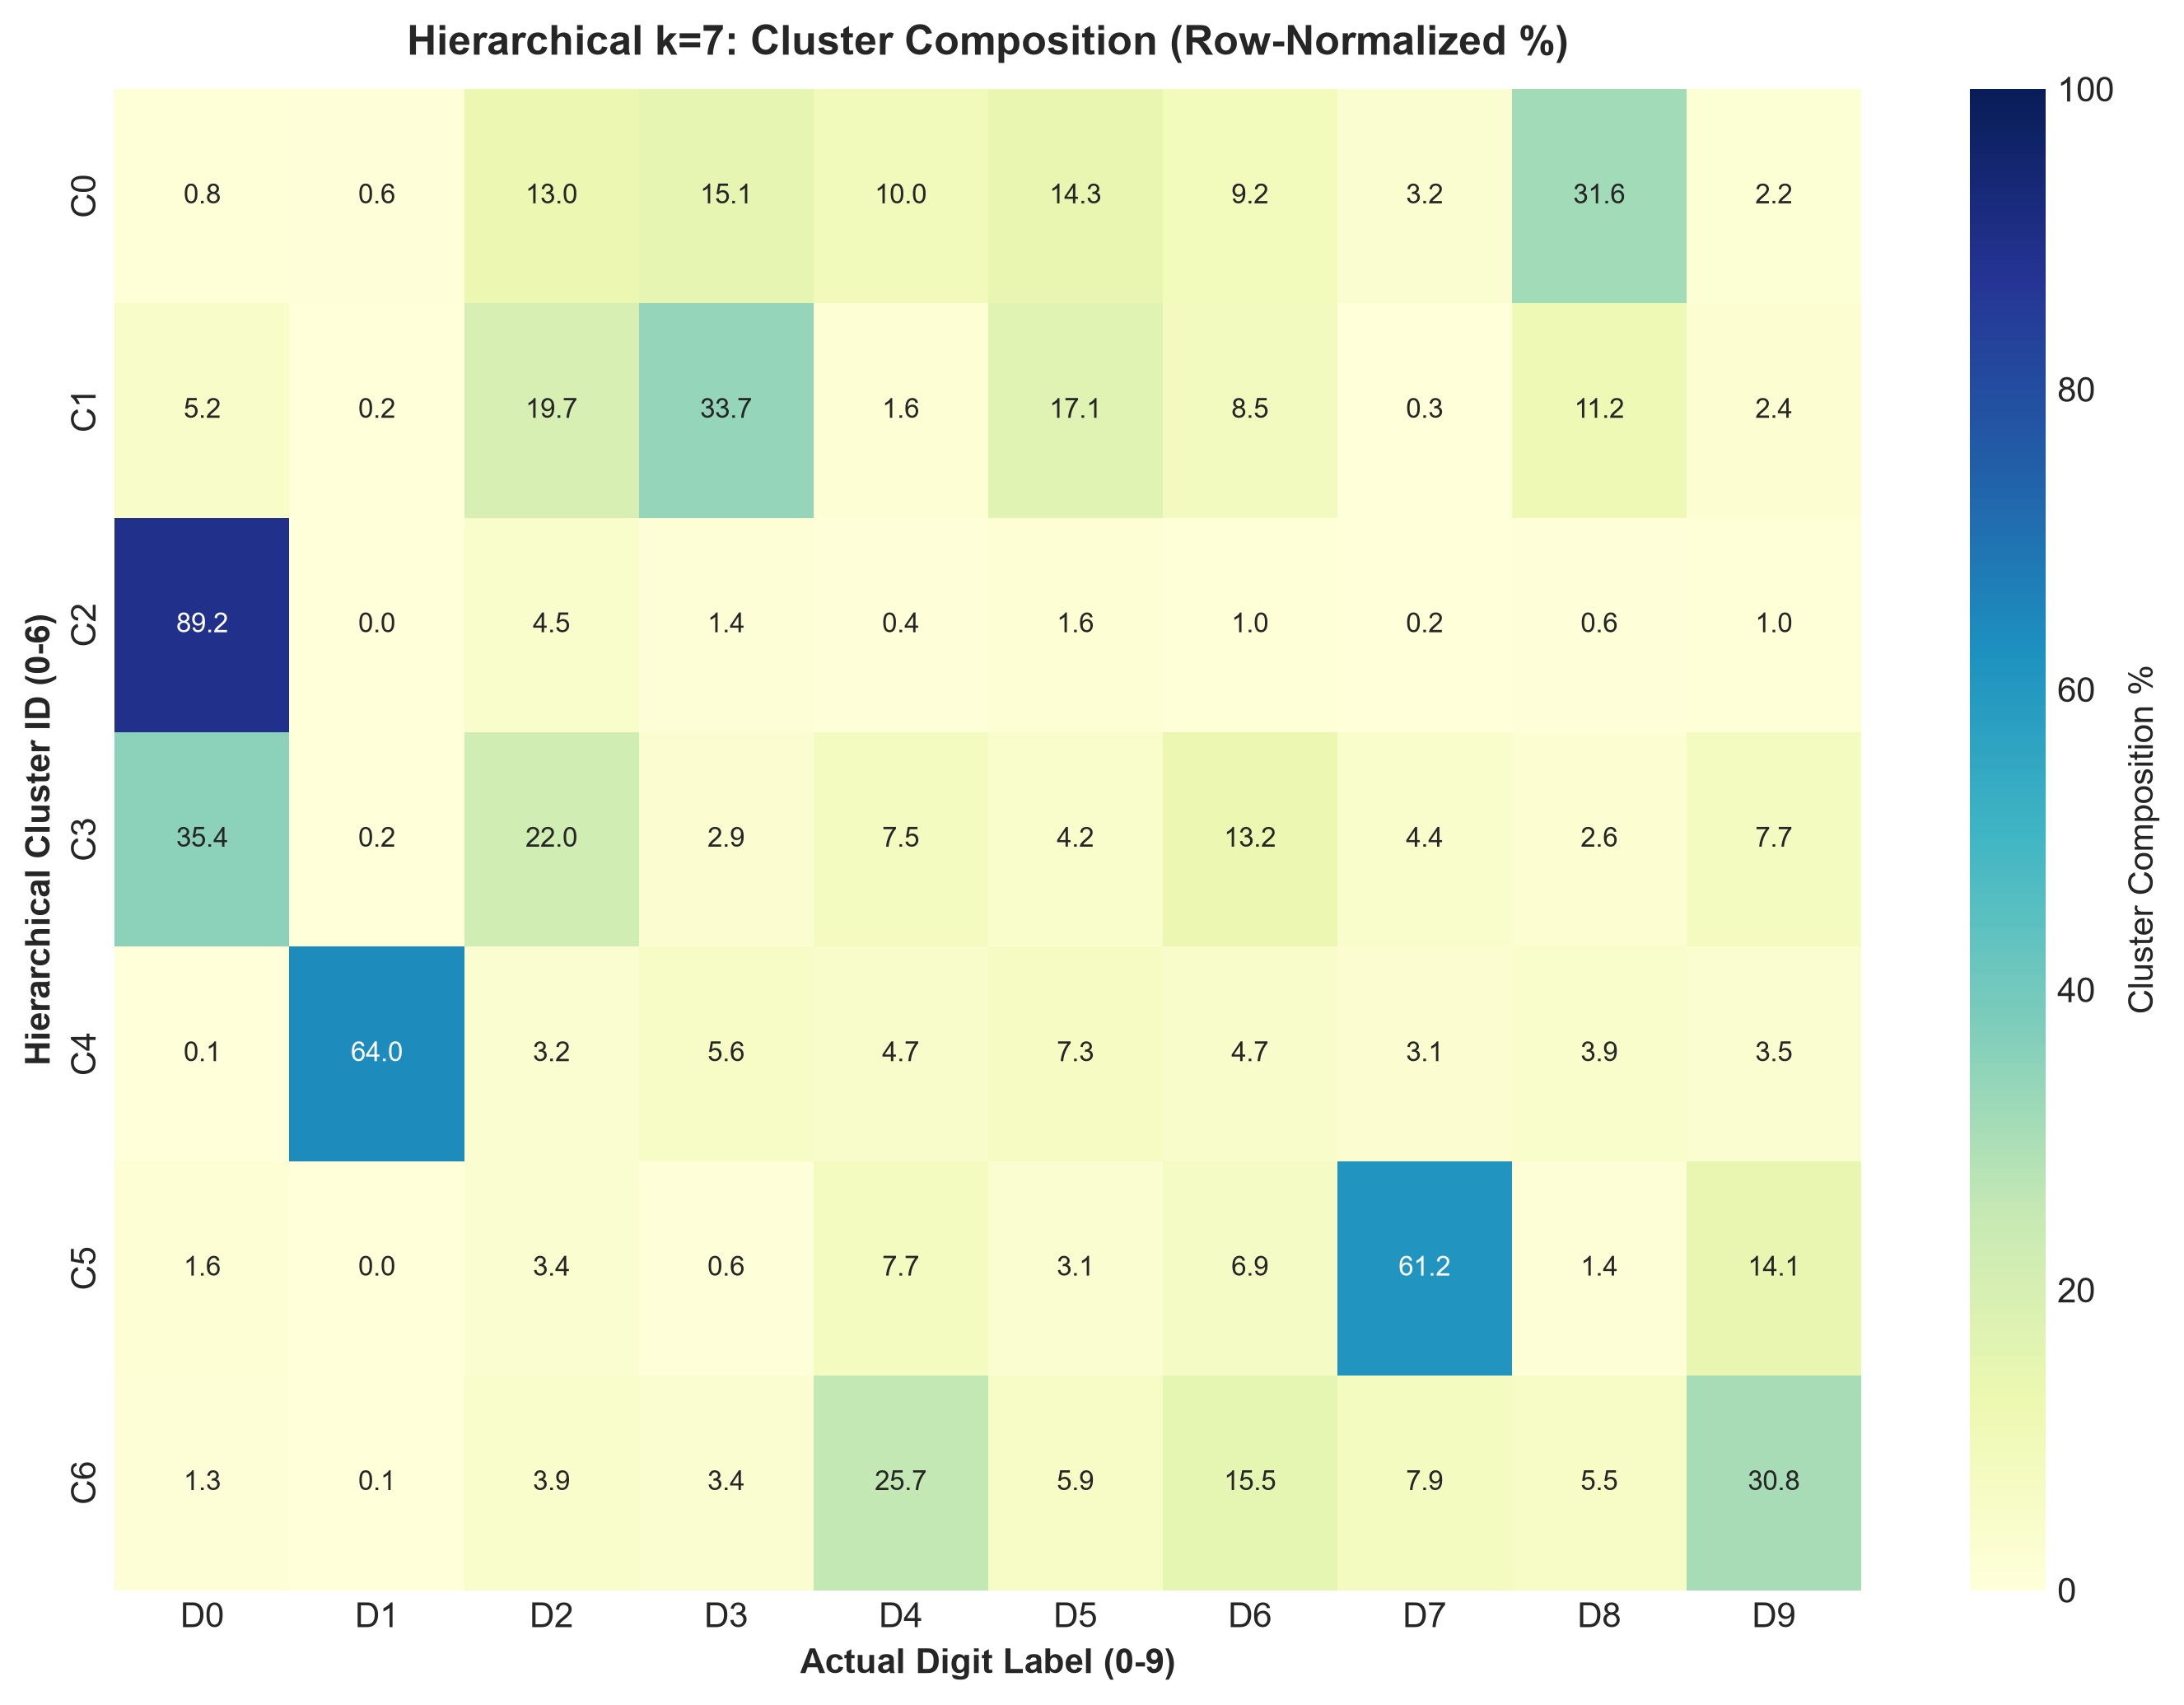 Hierarchical k=7: Cluster Composition (Row-Normalized %)
Hierarchical Cluster ID (0-6)
C0 0.8 0.6 13.0 15.1 10.0 14.3 9.2 3.2 31.6 2.2
C1 5.2 0.2 19.7 33.7 1.6 17.1 8.5 0.3 11.2 2.4
C2 89.2 0.0 4.5 1.4 0.4 1.6 1.0 0.2 0.6 1.0
C3 35.4 0.2 22.0 2.9 7.5 4.2 13.2 4.4 2.6 7.7
C4 0.1 64.0 3.2 5.6 4.7 7.3 4.7 3.1 3.9 3.5
C5 1.6 0.0 3.4 0.6 7.7 3.1 6.9 61.2 1.4 14.1
C6 1.3 0.1 3.9 3.4 25.7 5.9 15.5 7.9 5.5 30.8
D0 D1 D2 D3 D4 D5 D6 D7 D8 D9
Actual Digit Label (0-9)
100
80
60
40
20
0
Cluster Composition %